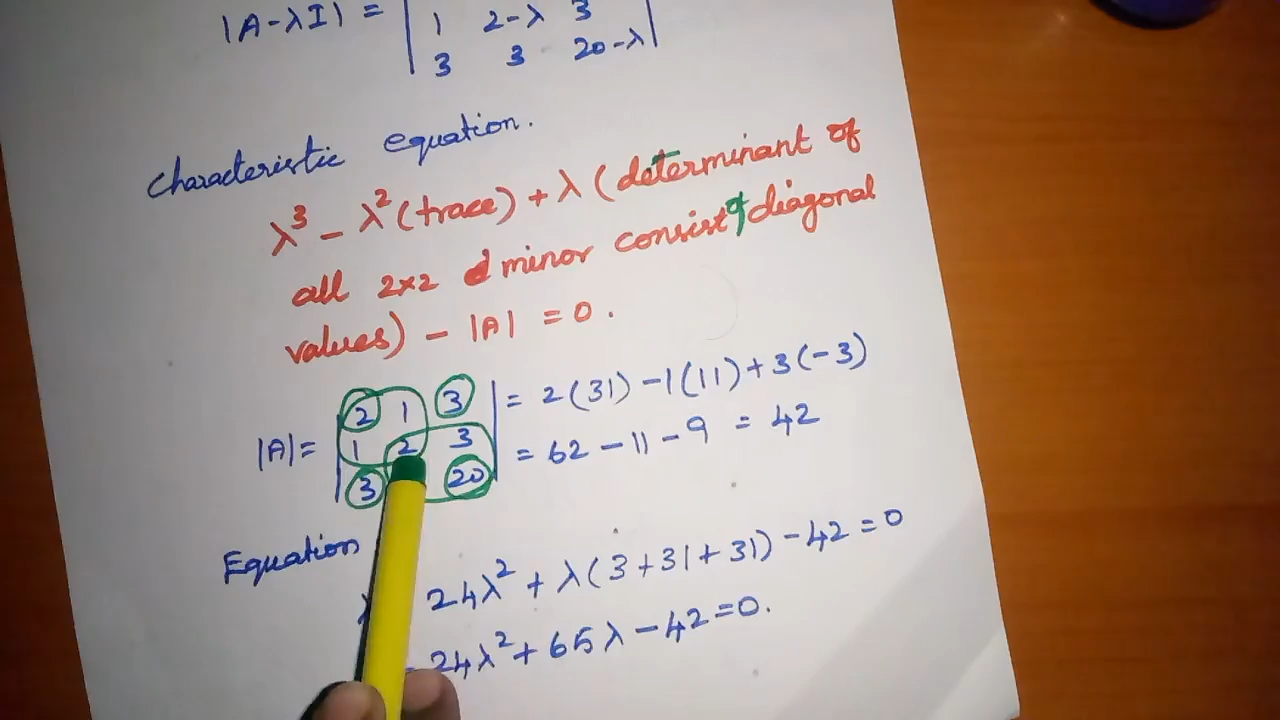 |A-λI| = | 1 2-λ 3 |
3 3 20-λ
Characteristic equation.
λ³ - λ²(trace) + λ (determinant of
all 2×2 minor consist of diagonal
values) - |A| = 0.
|A| = | 2 1 3 | = 2(31) - 1(11) + 3(-3)
1 2 3 = 62 - 11 - 9 = 42
3 20
Equation
24λ² + λ(3+31+31) - 42 = 0
- 24λ² + 65λ - 42 = 0.